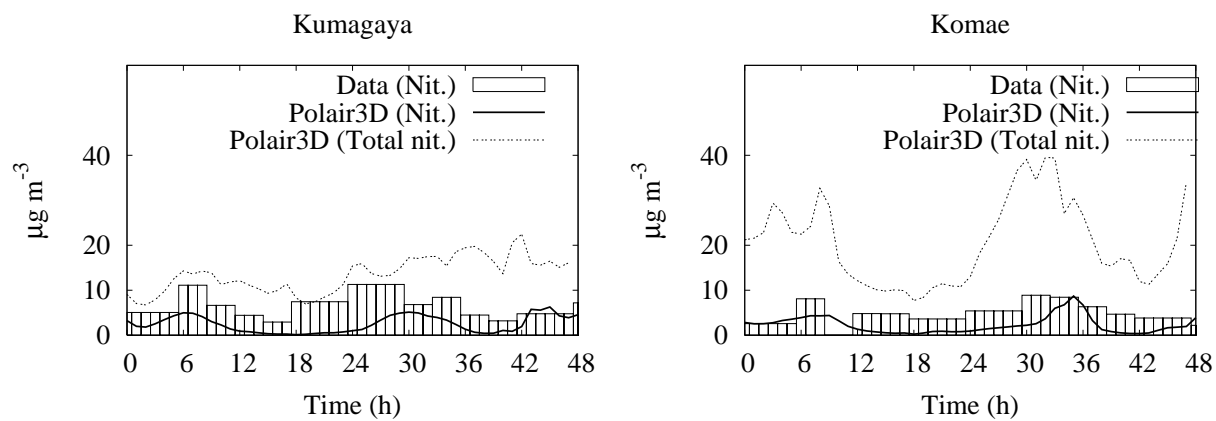 Kumagaya
Data (Nit.)
Polair3D (Nit.)
Polair3D (Total nit.)
40
20
10
0
μg m-3
0 6 12 18 24 30 36 42 48
Time (h)
Komae
Data (Nit.)
Polair3D (Nit.)
Polair3D (Total nit.)
40
20
10
0
μg m-3
0 6 12 18 24 30 36 42 48
Time (h)